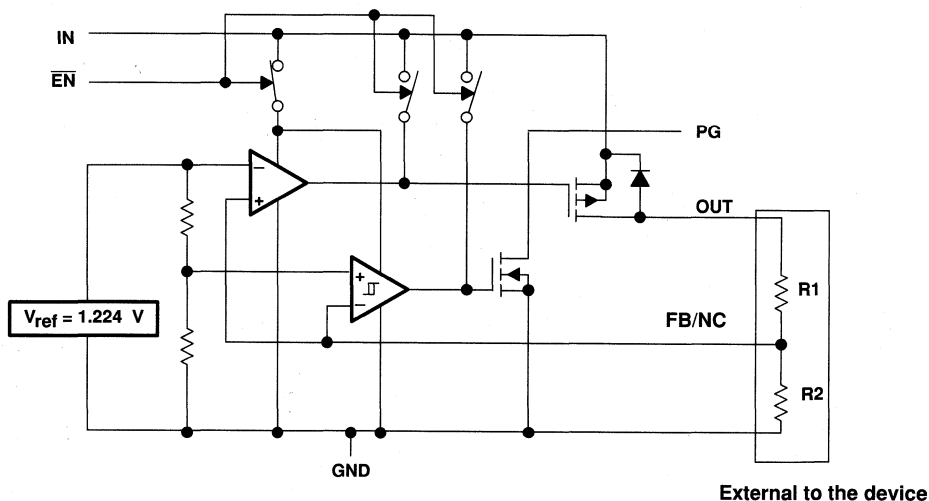 IN
EN
PG
−
+
OUT
+
−
R1
Vref = 1.224 V
FB/NC
R2
GND
External to the device